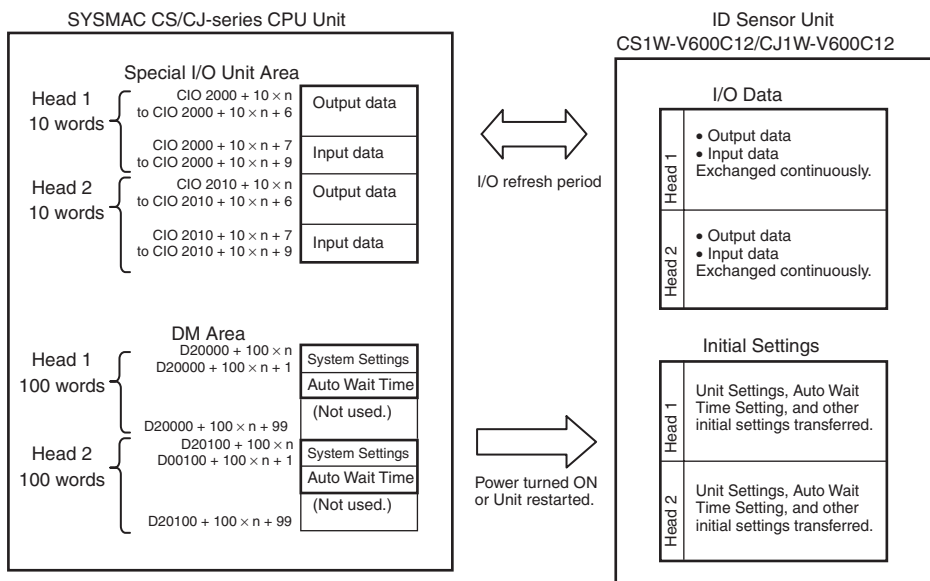 SYSMAC CS/CJ-series CPU Unit
Special I/O Unit Area
Head 1
10 words
CIO 2000 + 10 × n
to CIO 2000 + 10 × n + 6
Output data
CIO 2000 + 10 × n + 7
to CIO 2000 + 10 × n + 9
Input data
Head 2
10 words
CIO 2010 + 10 × n
to CIO 2010 + 10 × n + 6
Output data
CIO 2010 + 10 × n + 7
to CIO 2010 + 10 × n + 9
Input data
DM Area
Head 1
100 words
D20000 + 100 × n
D20000 + 100 × n + 1
System Settings
Auto Wait Time
(Not used.)
D20000 + 100 × n + 99
Head 2
100 words
D20100 + 100 × n
D00100 + 100 × n + 1
System Settings
Auto Wait Time
(Not used.)
D20100 + 100 × n + 99
I/O refresh period
Power turned ON
or Unit restarted.
ID Sensor Unit
CS1W-V600C12/CJ1W-V600C12
I/O Data
Head 1
• Output data
• Input data
Exchanged continuously.
Head 2
• Output data
• Input data
Exchanged continuously.
Initial Settings
Head 1
Unit Settings, Auto Wait
Time Setting, and other
initial settings transferred.
Head 2
Unit Settings, Auto Wait
Time Setting, and other
initial settings transferred.